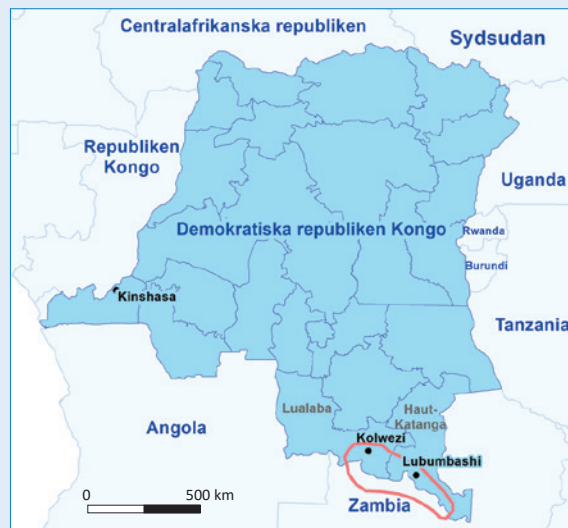 Centralafrikanska republiken
Sydsudan
Republiken
Kongo
Uganda
Demokratiska republiken Kongo
Rwanda
Burundi
Kinshasa
Tanzania
Lualaba
Haut-
Katanga
Angola
Kolwezi
Lubumbashi
0 500 km
Zambia